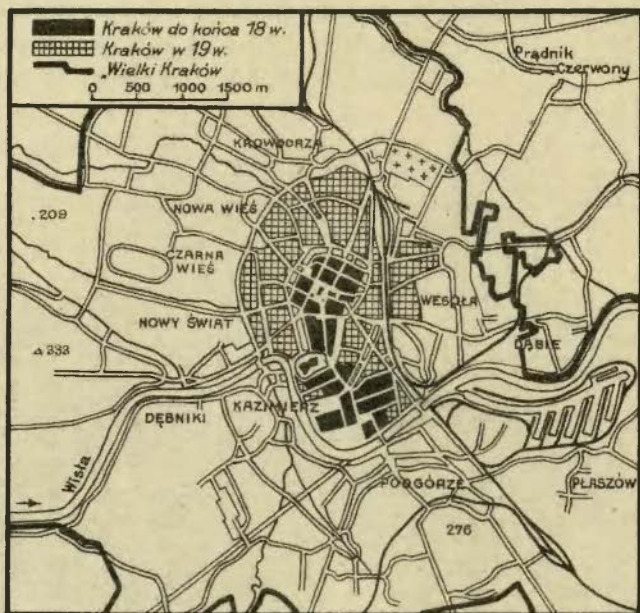 Kraków do końca 18 w.
Kraków w 19 w.
Wielki Kraków
0 500 1000 1500 m
Prądnik
Czerwony
KROWODRZA
NOWA WIEŚ
. 209
CZARNA
WIEŚ
WESOŁA
NOWY ŚWIAT
DĄBIE
△ 333
KAZIMIERZ
DĘBNIKI
Wisła
PODGÓRZE
PŁASZÓW
276